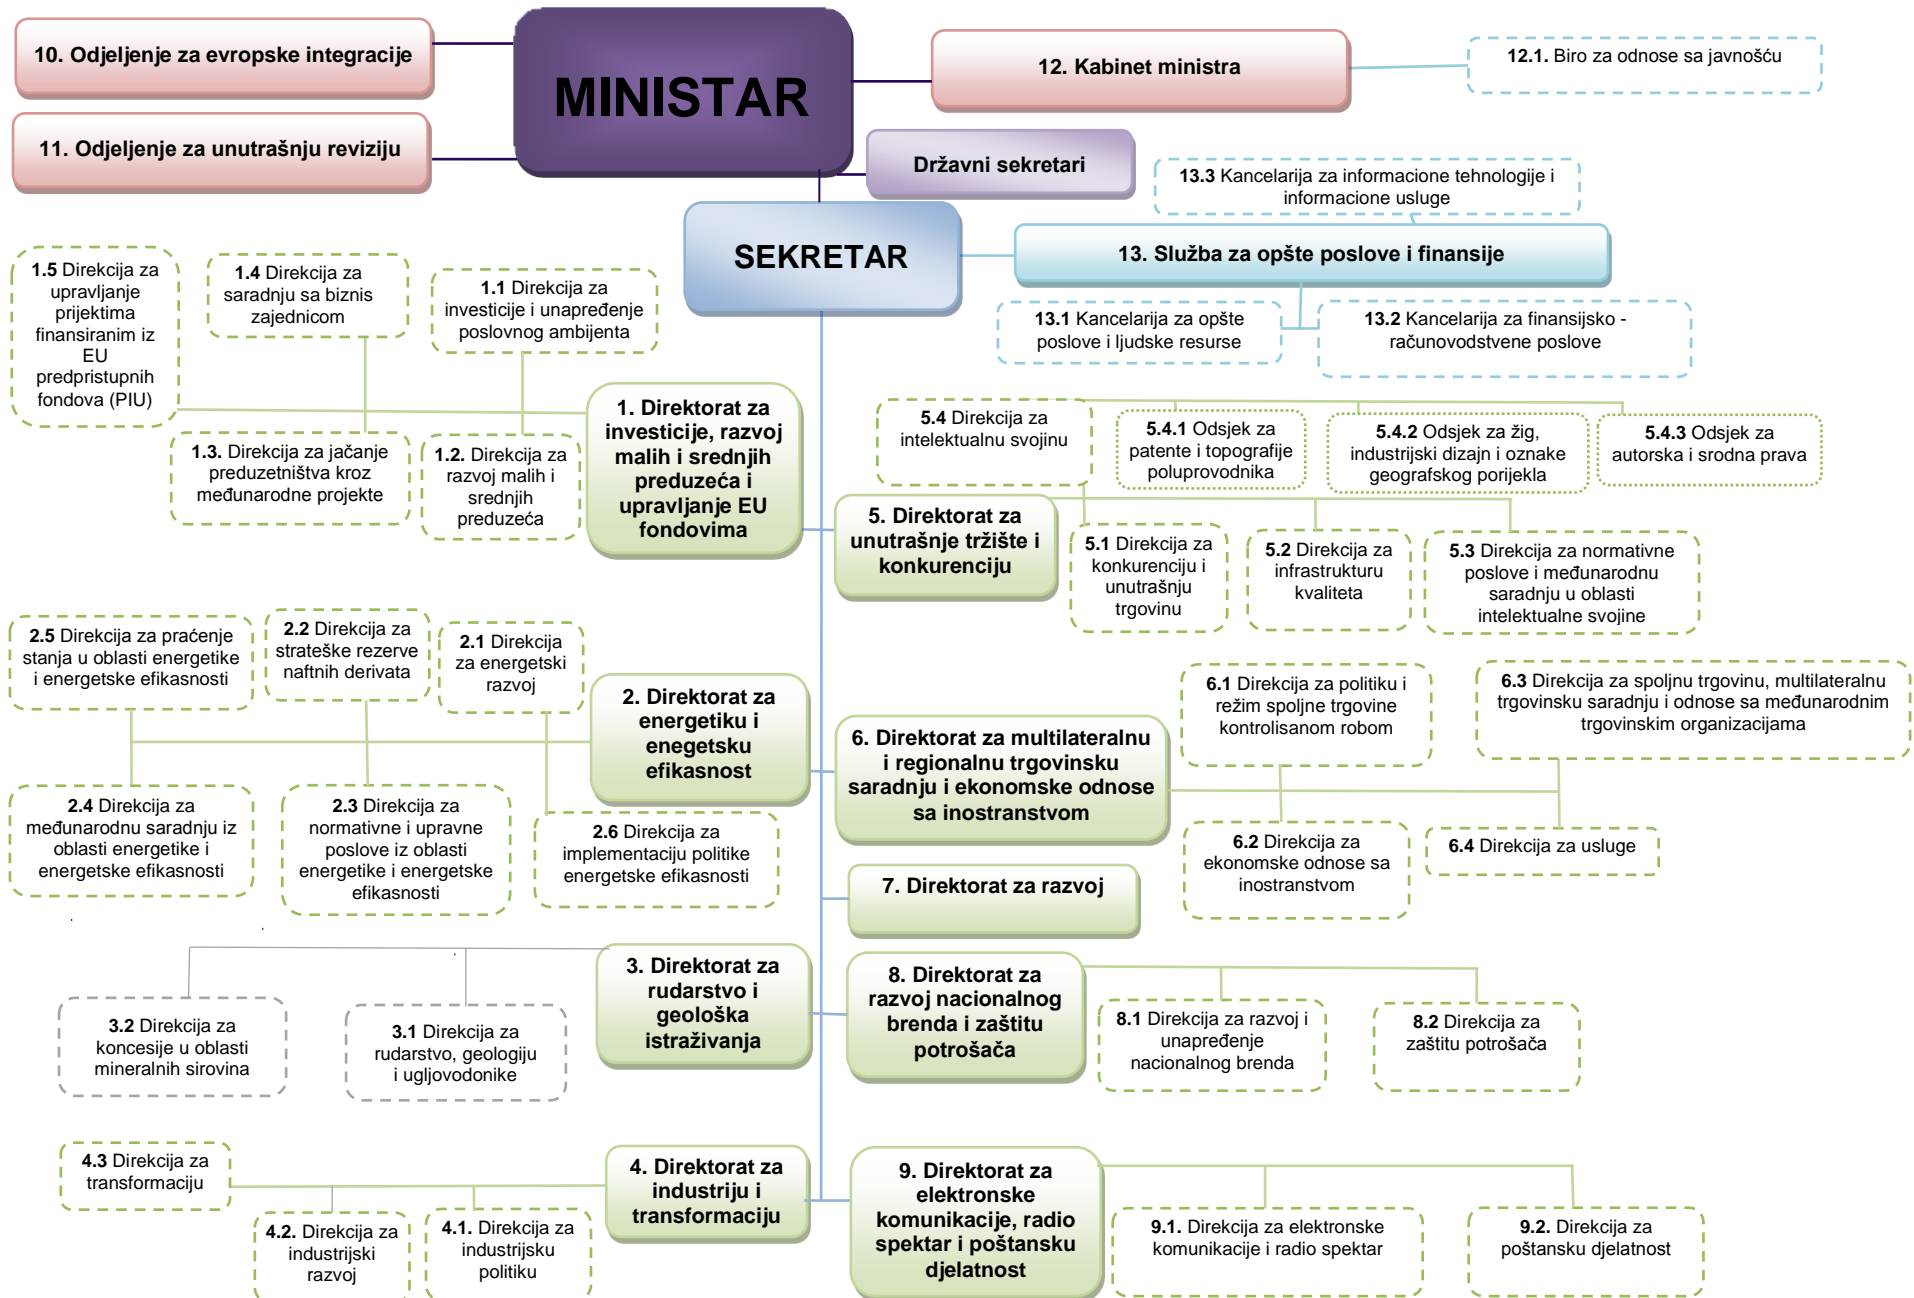 10. Odjeljenje za evropske integracije
11. Odjeljenje za unutrašnju reviziju
MINISTAR
12. Kabinet ministra
12.1. Biro za odnose sa javnošću
Državni sekretari
SEKRETAR
13.3 Kancelarija za informacione tehnologije i
informacione usluge
13. Služba za opšte poslove i finansije
13.1 Kancelarija za opšte
poslove i ljudske resurse
13.2 Kancelarija za finansijsko -
računovodstvene poslove
1.5 Direkcija za
upravljanje
prijektima
finansiranim iz
EU
predpristupnih
fondova (PIU)
1.4 Direkcija za
saradnju sa biznis
zajednicom
1.1 Direkcija za
investicije i unapređenje
poslovnog ambijenta
1.3. Direkcija za jačanje
preduzetništva kroz
međunarodne projekte
1.2. Direkcija za
razvoj malih i
srednjih
preduzeća
1. Direktorat za
investicije, razvoj
malih i srednjih
preduzeća i
upravljanje EU
fondovima
5.4 Direkcija za
intelektualnu svojinu
5.4.1 Odsjek za
patente i topografije
poluprovodnika
5.4.2 Odsjek za žig,
industrijski dizajn i oznake
geografskog porijekla
5.4.3 Odsjek za
autorska i srodna prava
5. Direktorat za
unutrašnje tržište i
konkurenciju
5.1 Direkcija za
konkurenciju i
unutrašnju
trgovinu
5.2 Direkcija za
infrastrukturu
kvaliteta
5.3 Direkcija za normativne
poslove i međunarodnu
saradnju u oblasti
intelektualne svojine
2.5 Direkcija za praćenje
stanja u oblasti energetike
i energetske efikasnosti
2.2 Direkcija za
strateške rezerve
naftnih derivata
2.1 Direkcija
za energetski
razvoj
2. Direktorat za
energetiku i
enegetsku
efikasnost
2.4 Direkcija za
međunarodnu saradnju iz
oblasti energetike i
energetske efikasnosti
2.3 Direkcija za
normativne i upravne
poslove iz oblasti
energetike i energetske
efikasnosti
2.6 Direkcija za
implementaciju politike
energetske efikasnosti
6. Direktorat za multilateralnu
i regionalnu trgovinsku
saradnju i ekonomske odnose
sa inostranstvom
6.1 Direkcija za politiku i
režim spoljne trgovine
kontrolisanom robom
6.3 Direkcija za spoljnu trgovinu, multilateralnu
trgovinsku saradnju i odnose sa međunarodnim
trgovinskim organizacijama
6.2 Direkcija za
ekonomske odnose sa
inostranstvom
6.4 Direkcija za usluge
7. Direktorat za razvoj
3. Direktorat za
rudarstvo i
geološka
istraživanja
3.2 Direkcija za
koncesije u oblasti
mineralnih sirovina
3.1 Direkcija za
rudarstvo, geologiju
i ugljovodonike
8. Direktorat za
razvoj nacionalnog
brenda i zaštitu
potrošača
8.1 Direkcija za razvoj i
unapređenje
nacionalnog brenda
8.2 Direkcija za
zaštitu potrošača
4.3 Direkcija za
transformaciju
4.2. Direkcija za
industrijski
razvoj
4.1. Direkcija za
industrijsku
politiku
4. Direktorat za
industriju i
transformaciju
9. Direktorat za
elektronske
komunikacije, radio
spektar i poštansku
djelatnost
9.1. Direkcija za elektronske
komunikacije i radio spektar
9.2. Direkcija za
poštansku djelatnost